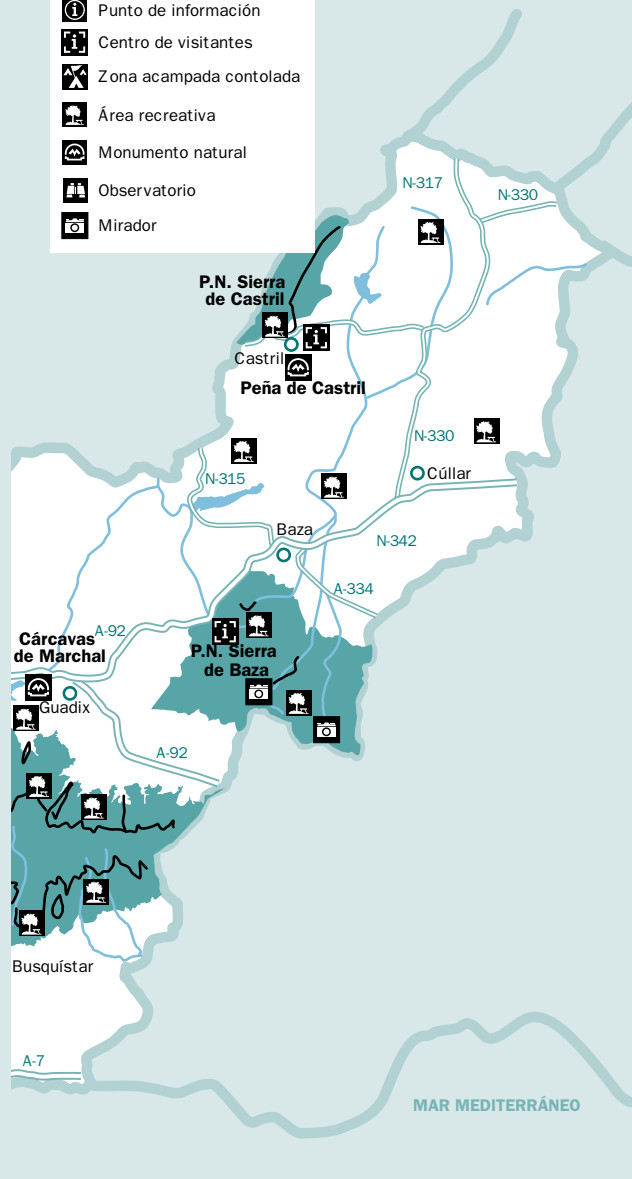 Punto de información
Centro de visitantes
Zona acampada contolada
Área recreativa
Monumento natural
Observatorio
Mirador
N-317
N-330
P.N. Sierra
de Castril
Castril
Peña de Castril
N-330
N-315
Cúllar
Baza
N-342
A-334
A-92
Cárcavas
de Marchal
P.N. Sierra
de Baza
Guadix
A-92
Busquístar
A-7
MAR MEDITERRÁNEO